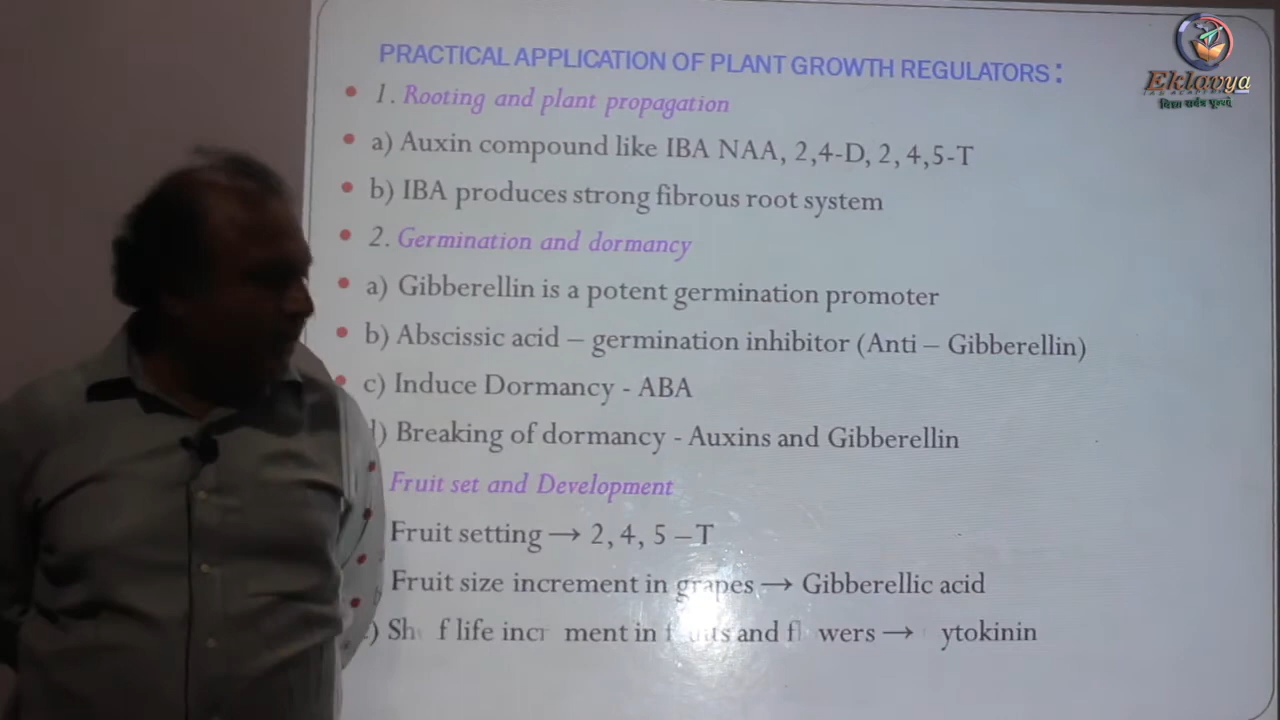 Eklavya
PRACTICAL APPLICATION OF PLANT GROWTH REGULATORS :
1. Rooting and plant propagation
a) Auxin compound like IBA NAA, 2,4-D, 2, 4,5-T
b) IBA produces strong fibrous root system
2. Germination and dormancy
a) Gibberellin is a potent germination promoter
b) Abscissic acid – germination inhibitor (Anti – Gibberellin)
c) Induce Dormancy - ABA
) Breaking of dormancy - Auxins and Gibberellin
Fruit set and Development
Fruit setting → 2, 4, 5 –T
Fruit size increment in grapes → Gibberellic acid
life in and →